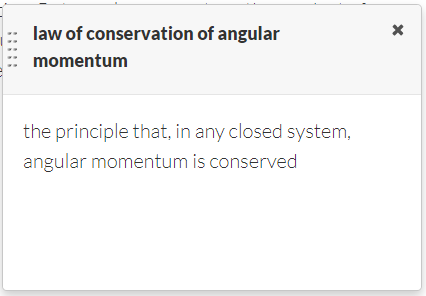 law of conservation of angular
momentum
the principle that, in any closed system,
angular momentum is conserved